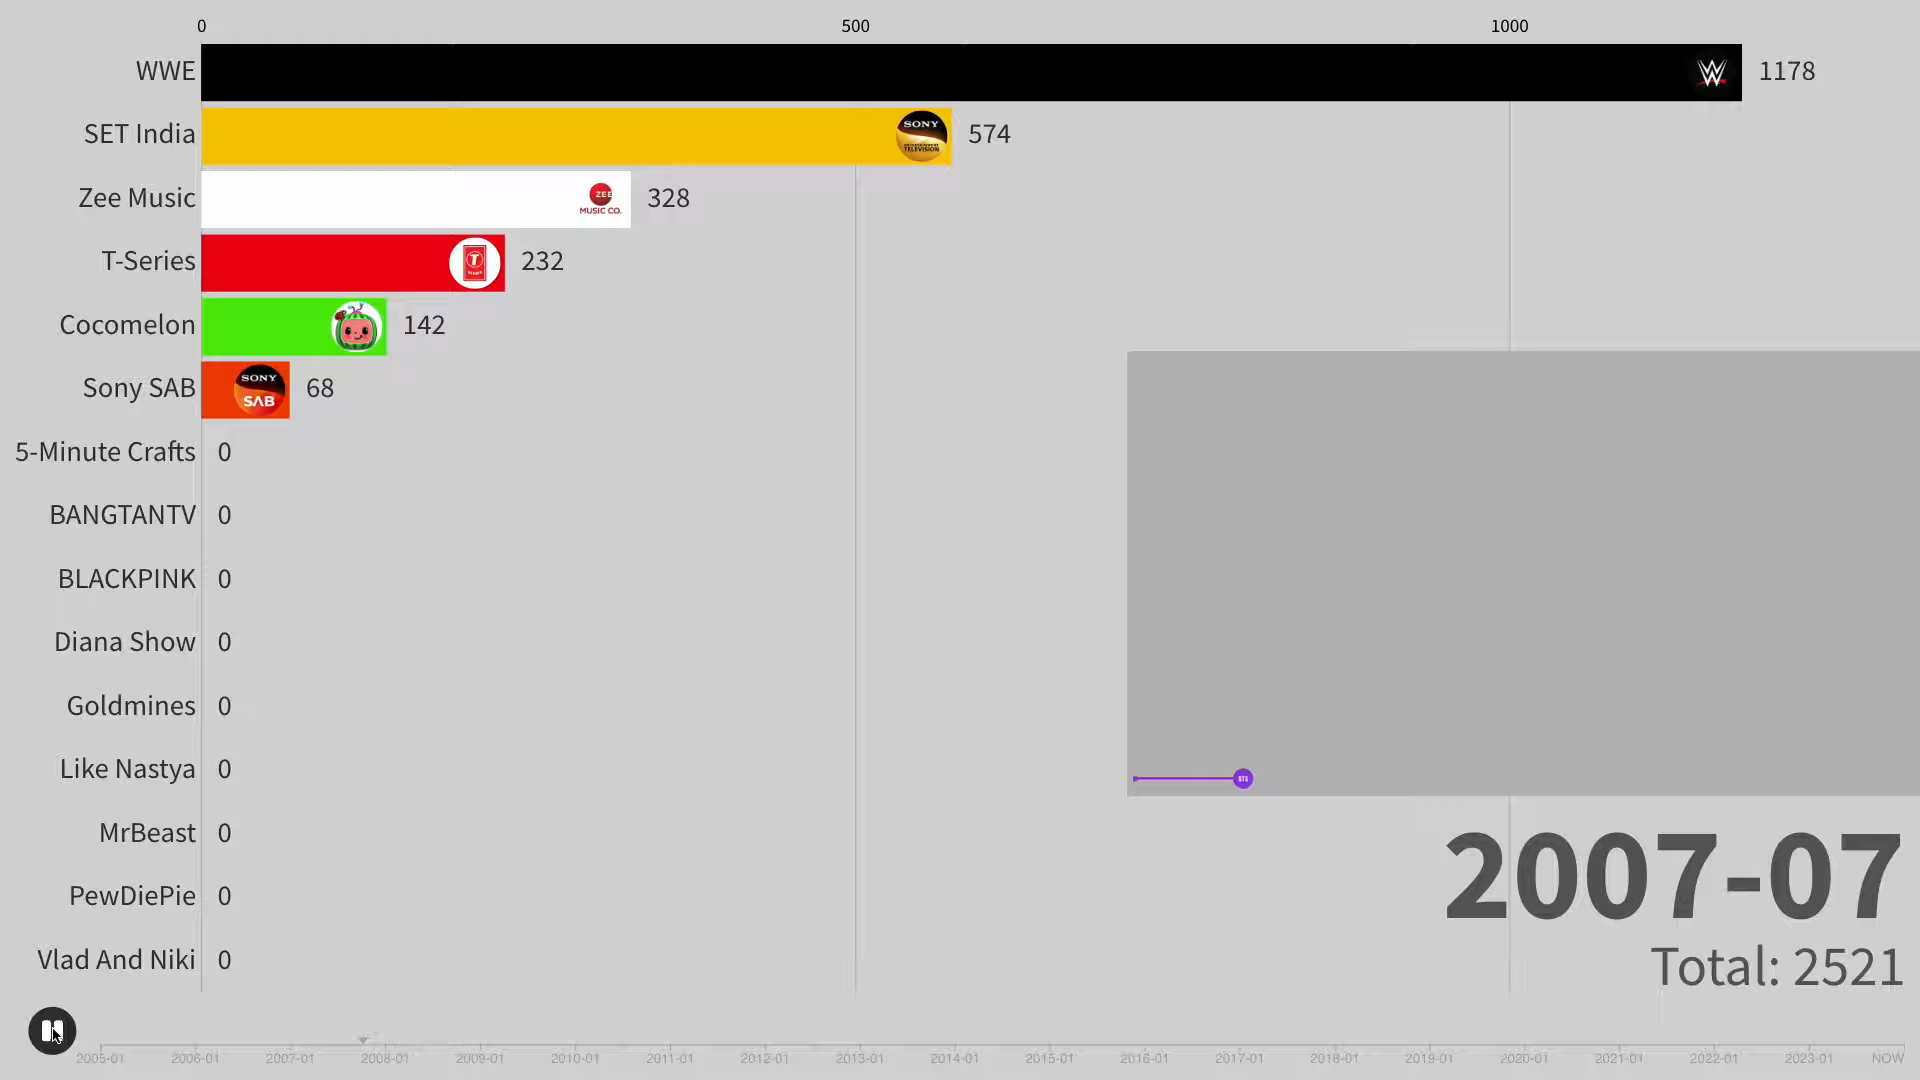 0 500 1000
WWE 1178
SET India SONY ENTERTAINMENT TELEVISION 574
Zee Music ZEE MUSIC CO. 328
T-Series T SERIES 232
Cocomelon 142
Sony SAB SONY SAB 68
5-Minute Crafts 0
BANGTANTV 0
BLACKPINK 0
Diana Show 0
Goldmines 0
Like Nastya 0
BTS
MrBeast 0
PewDiePie 0
Vlad And Niki 0
2007-07
Total: 2521
2005-01 2006-01 2007-01 2008-01 2009-01 2010-01 2011-01 2012-01 2013-01 2014-01 2015-01 2016-01 2017-01 2018-01 2019-01 2020-01 2021-01 2022-01 2023-01 NOW